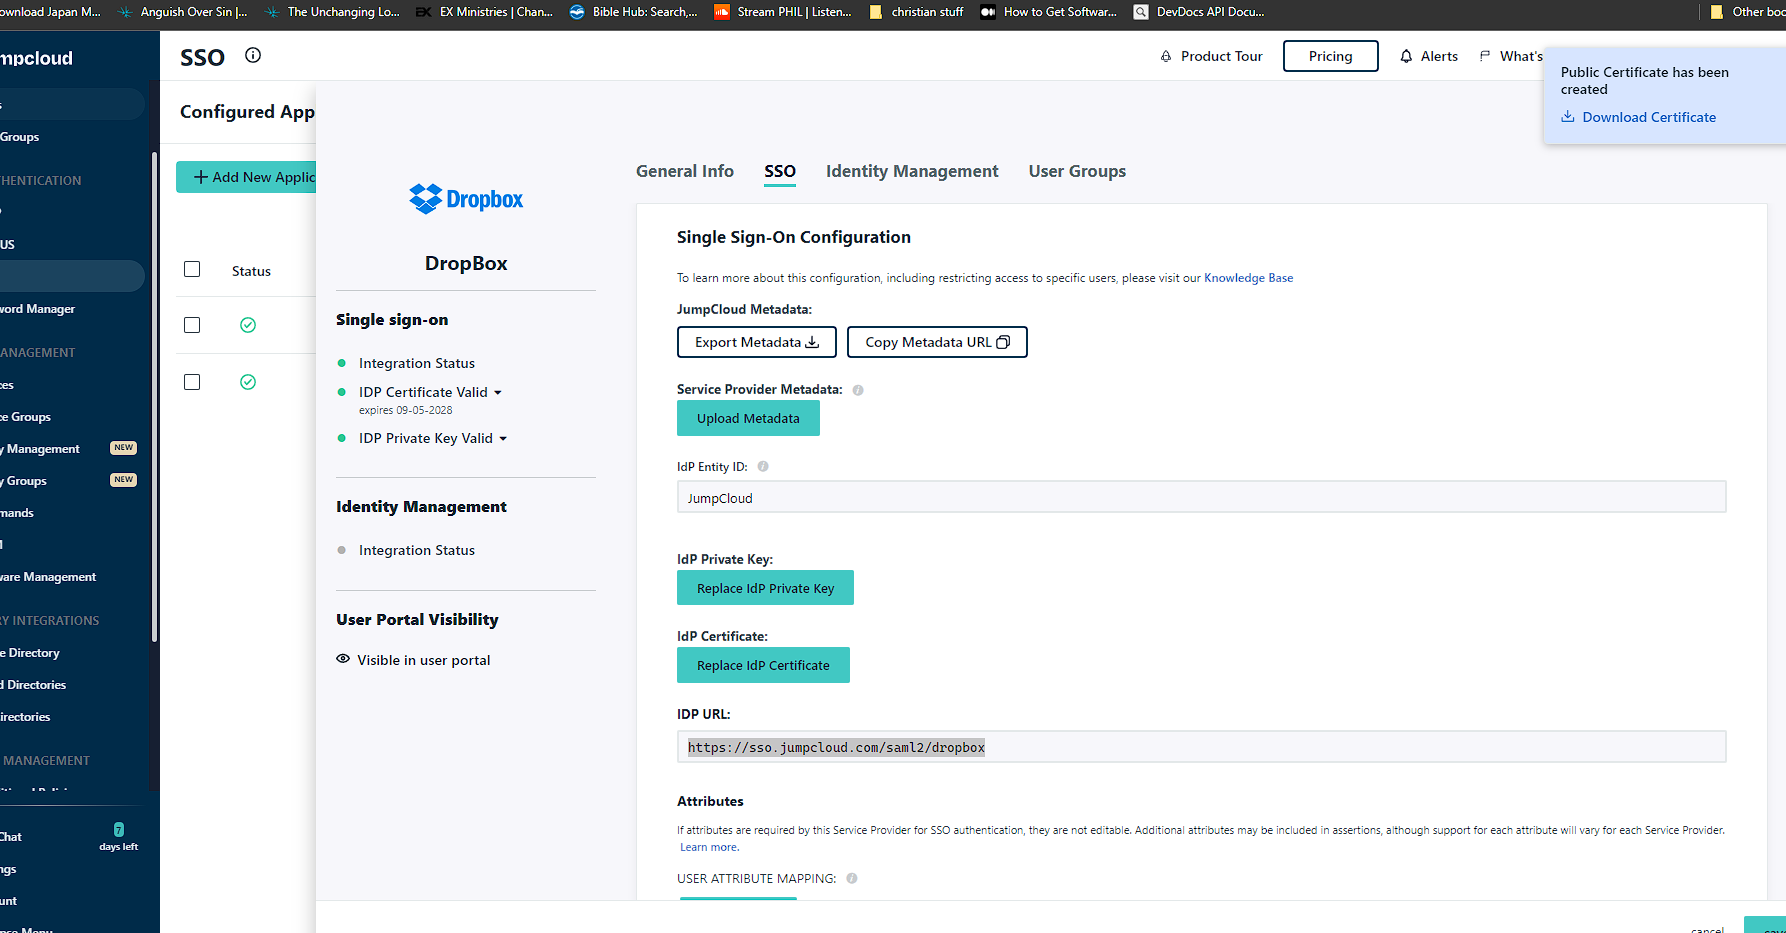 ownload Japan M...
Anguish Over Sin |...
The Unchanging Lo...
EX Ministries | Chan...
Bible Hub: Search,...
Stream PHIL | Listen...
christian stuff
How to Get Softwar...
DevDocs API Docu...
Other boo
mpcloud
SSO
Product Tour
Pricing
Alerts
What's
Public Certificate has been
created
Download Certificate
s
Groups
HENTICATION
US
word Manager
ANAGEMENT
ces
ce Groups
y Management NEW
y Groups NEW
mands
M
ware Management
RY INTEGRATIONS
e Directory
d Directories
irectories
MANAGEMENT
Chat
7
days left
ngs
unt
Configured App
+ Add New Applic
Status
Dropbox
DropBox
Single sign-on
Integration Status
IDP Certificate Valid
expires 09-05-2028
IDP Private Key Valid
Identity Management
Integration Status
User Portal Visibility
Visible in user portal
General Info
SSO
Identity Management
User Groups
Single Sign-On Configuration
To learn more about this configuration, including restricting access to specific users, please visit our Knowledge Base
JumpCloud Metadata:
Export Metadata
Copy Metadata URL
Service Provider Metadata:
Upload Metadata
IdP Entity ID:
JumpCloud
IdP Private Key:
Replace IdP Private Key
IdP Certificate:
Replace IdP Certificate
IDP URL:
https://sso.jumpcloud.com/saml2/dropbox
Attributes
If attributes are required by this Service Provider for SSO authentication, they are not editable. Additional attributes may be included in assertions, although support for each attribute will vary for each Service Provider.
Learn more.
USER ATTRIBUTE MAPPING:
cancel